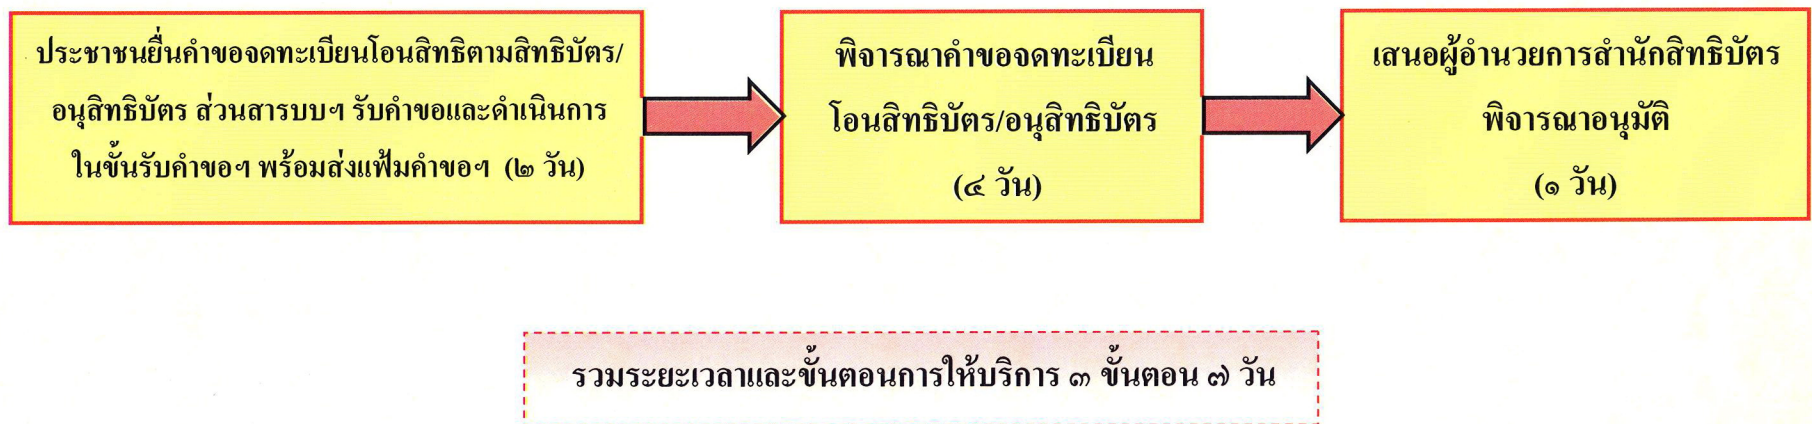 ประชาชนยื่นคำขอจดทะเบียนโอนสิทธิตามสิทธิบัตร/
อนุสิทธิบัตร ส่วนสารบบฯ รับคำขอและดำเนินการ
ในขั้นรับคำขอฯ พร้อมส่งแฟ้มคำขอฯ (๒ วัน)
พิจารณาคำขอจดทะเบียน
โอนสิทธิบัตร/อนุสิทธิบัตร
(๔ วัน)
เสนอผู้อำนวยการสำนักสิทธิบัตร
พิจารณาอนุมัติ
(๑ วัน)
รวมระยะเวลาและขั้นตอนการให้บริการ ๓ ขั้นตอน ๗ วัน